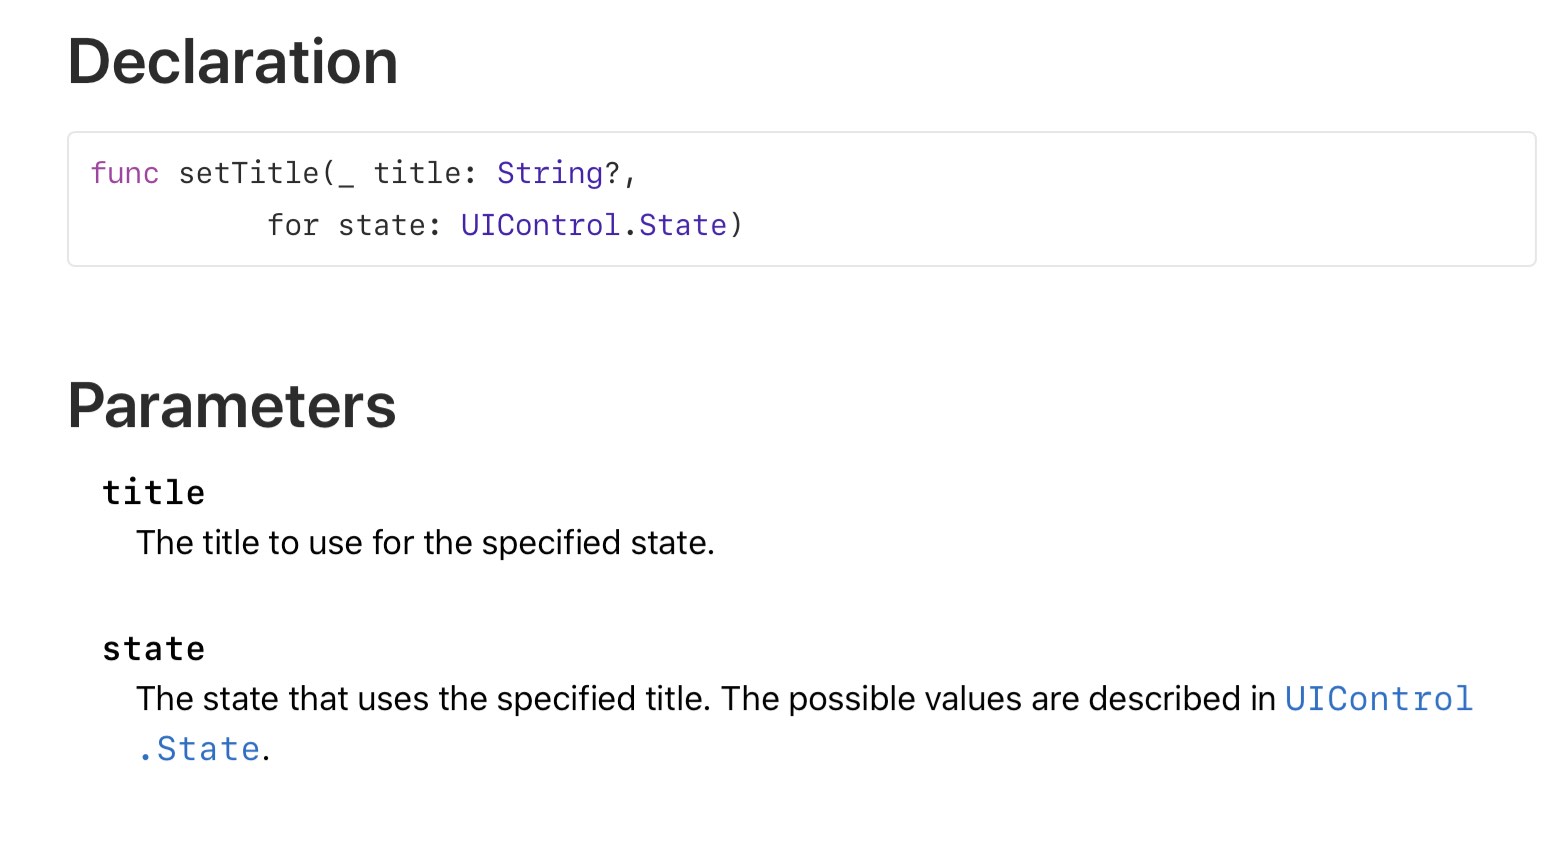 Declaration
func setTitle(_ title: String?,
for state: UIControl.State)
Parameters
title
The title to use for the specified state.
state
The state that uses the specified title. The possible values are described in UIControl
.State.